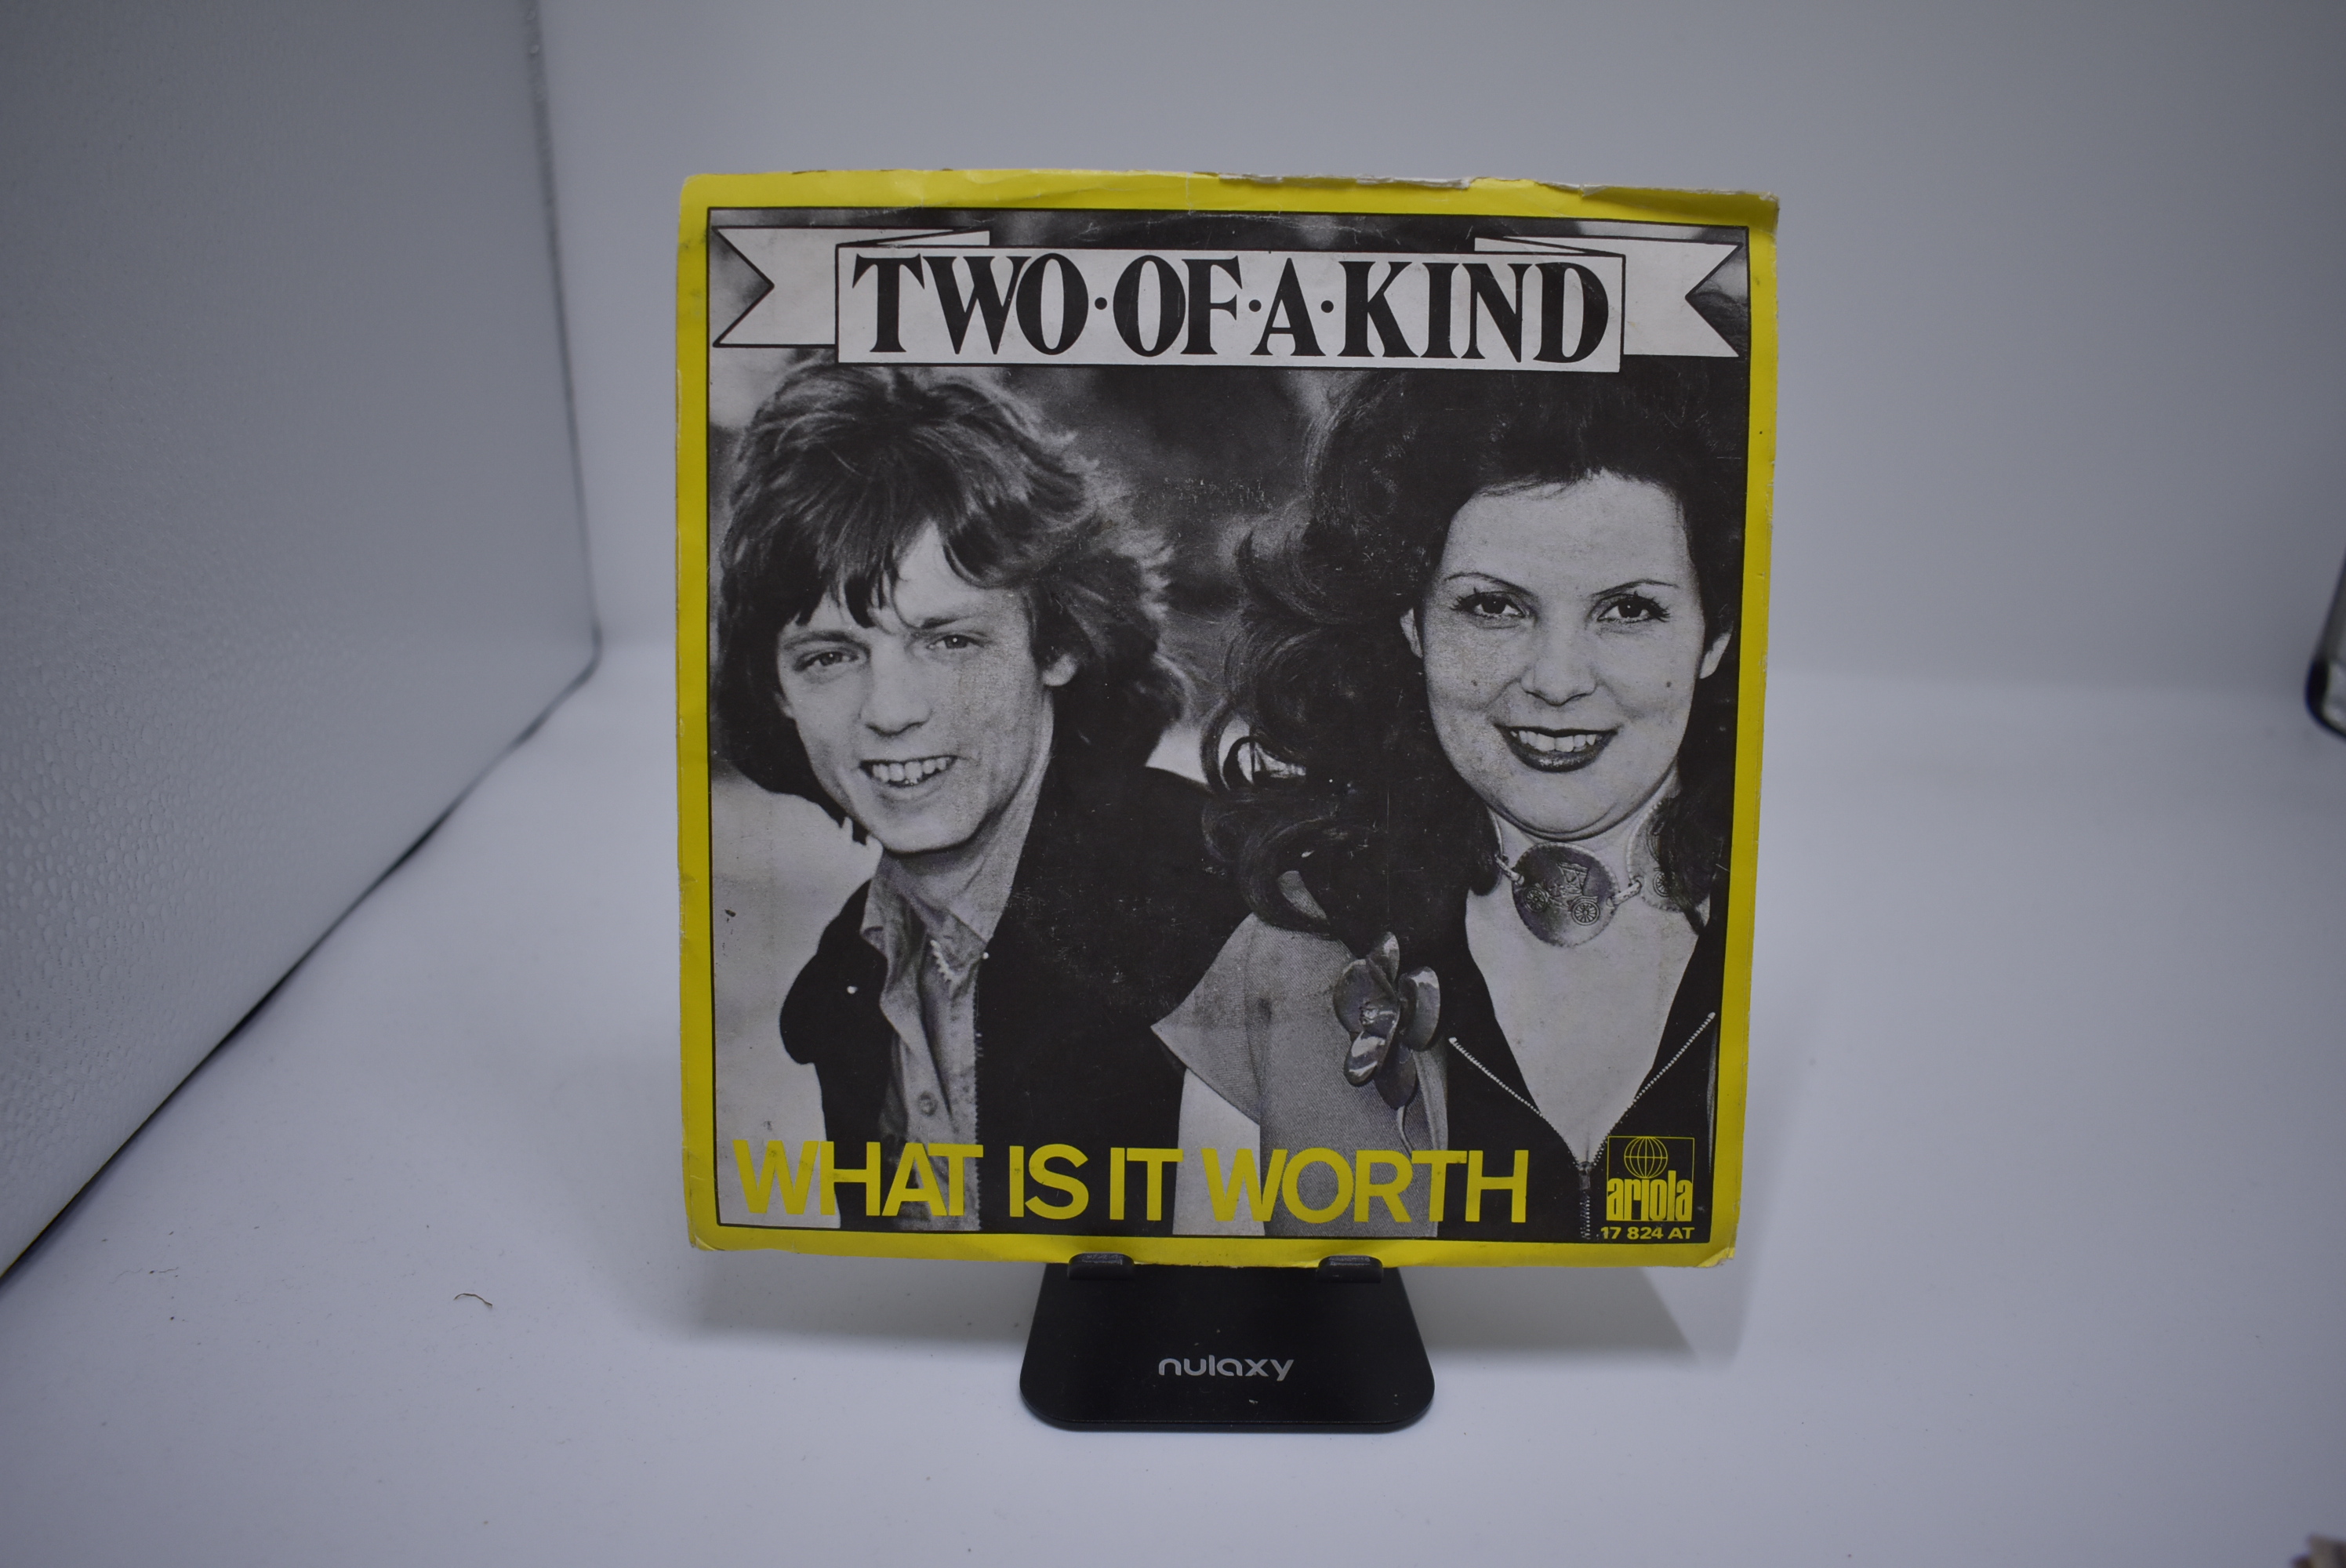 TWO·OF·A·KIND
WHAT IS IT WORTH
ariola
17 824 AT
nulaxy